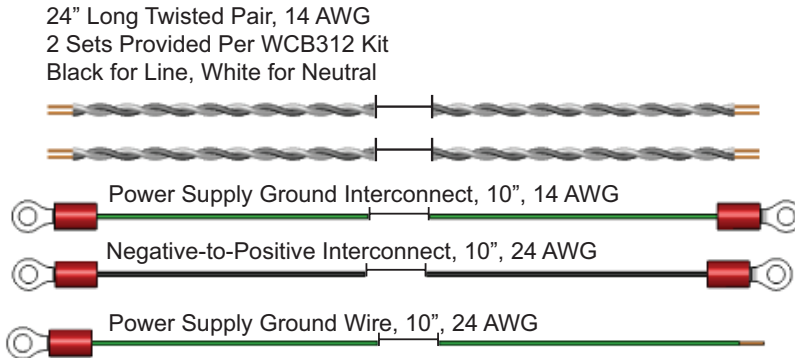 24” Long Twisted Pair, 14 AWG
2 Sets Provided Per WCB312 Kit
Black for Line, White for Neutral
Power Supply Ground Interconnect, 10”, 14 AWG
Negative-to-Positive Interconnect, 10”, 24 AWG
Power Supply Ground Wire, 10”, 24 AWG